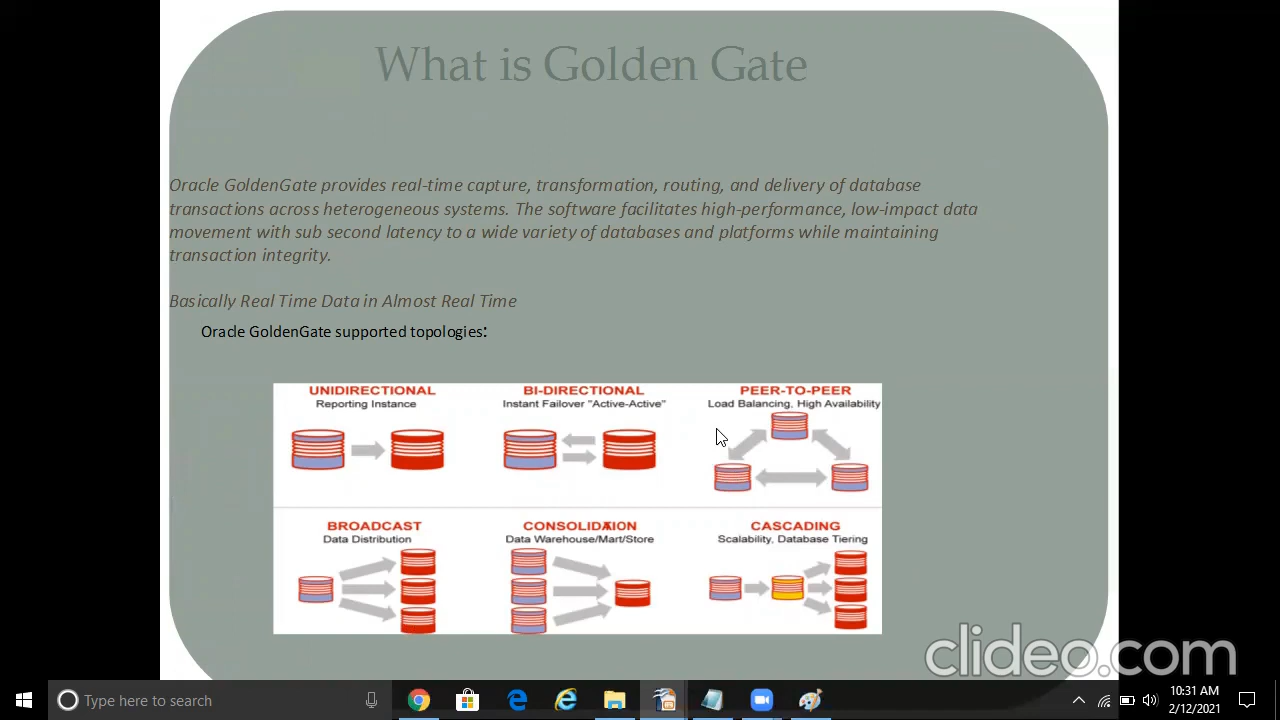 What is Golden Gate
Oracle GoldenGate provides real-time capture, transformation, routing, and delivery of database
transactions across heterogeneous systems. The software facilitates high-performance, low-impact data
movement with sub second latency to a wide variety of databases and platforms while maintaining
transaction integrity.
Basically Real Time Data in Almost Real Time
Oracle GoldenGate supported topologies:
UNIDIRECTIONAL
Reporting Instance
BI-DIRECTIONAL
Instant Failover "Active-Active"
PEER-TO-PEER
Load Balancing, High Availability
BROADCAST
Data Distribution
CONSOLIDATION
Data Warehouse/Mart/Store
CASCADING
Scalability, Database Tiering
clideo.com
Type here to search
10:31 AM
2/12/2021